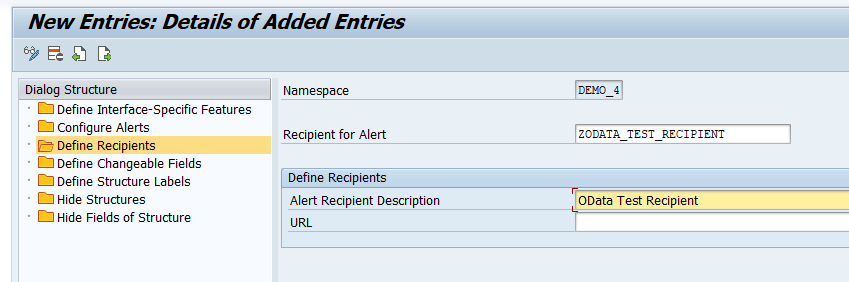 New Entries: Details of Added Entries
Dialog Structure
Define Interface-Specific Features
Configure Alerts
Define Recipients
Define Changeable Fields
Define Structure Labels
Hide Structures
Hide Fields of Structure
Namespace DEMO_4
Recipient for Alert ZODATA_TEST_RECIPIENT
Define Recipients
Alert Recipient Description OData Test Recipient
URL